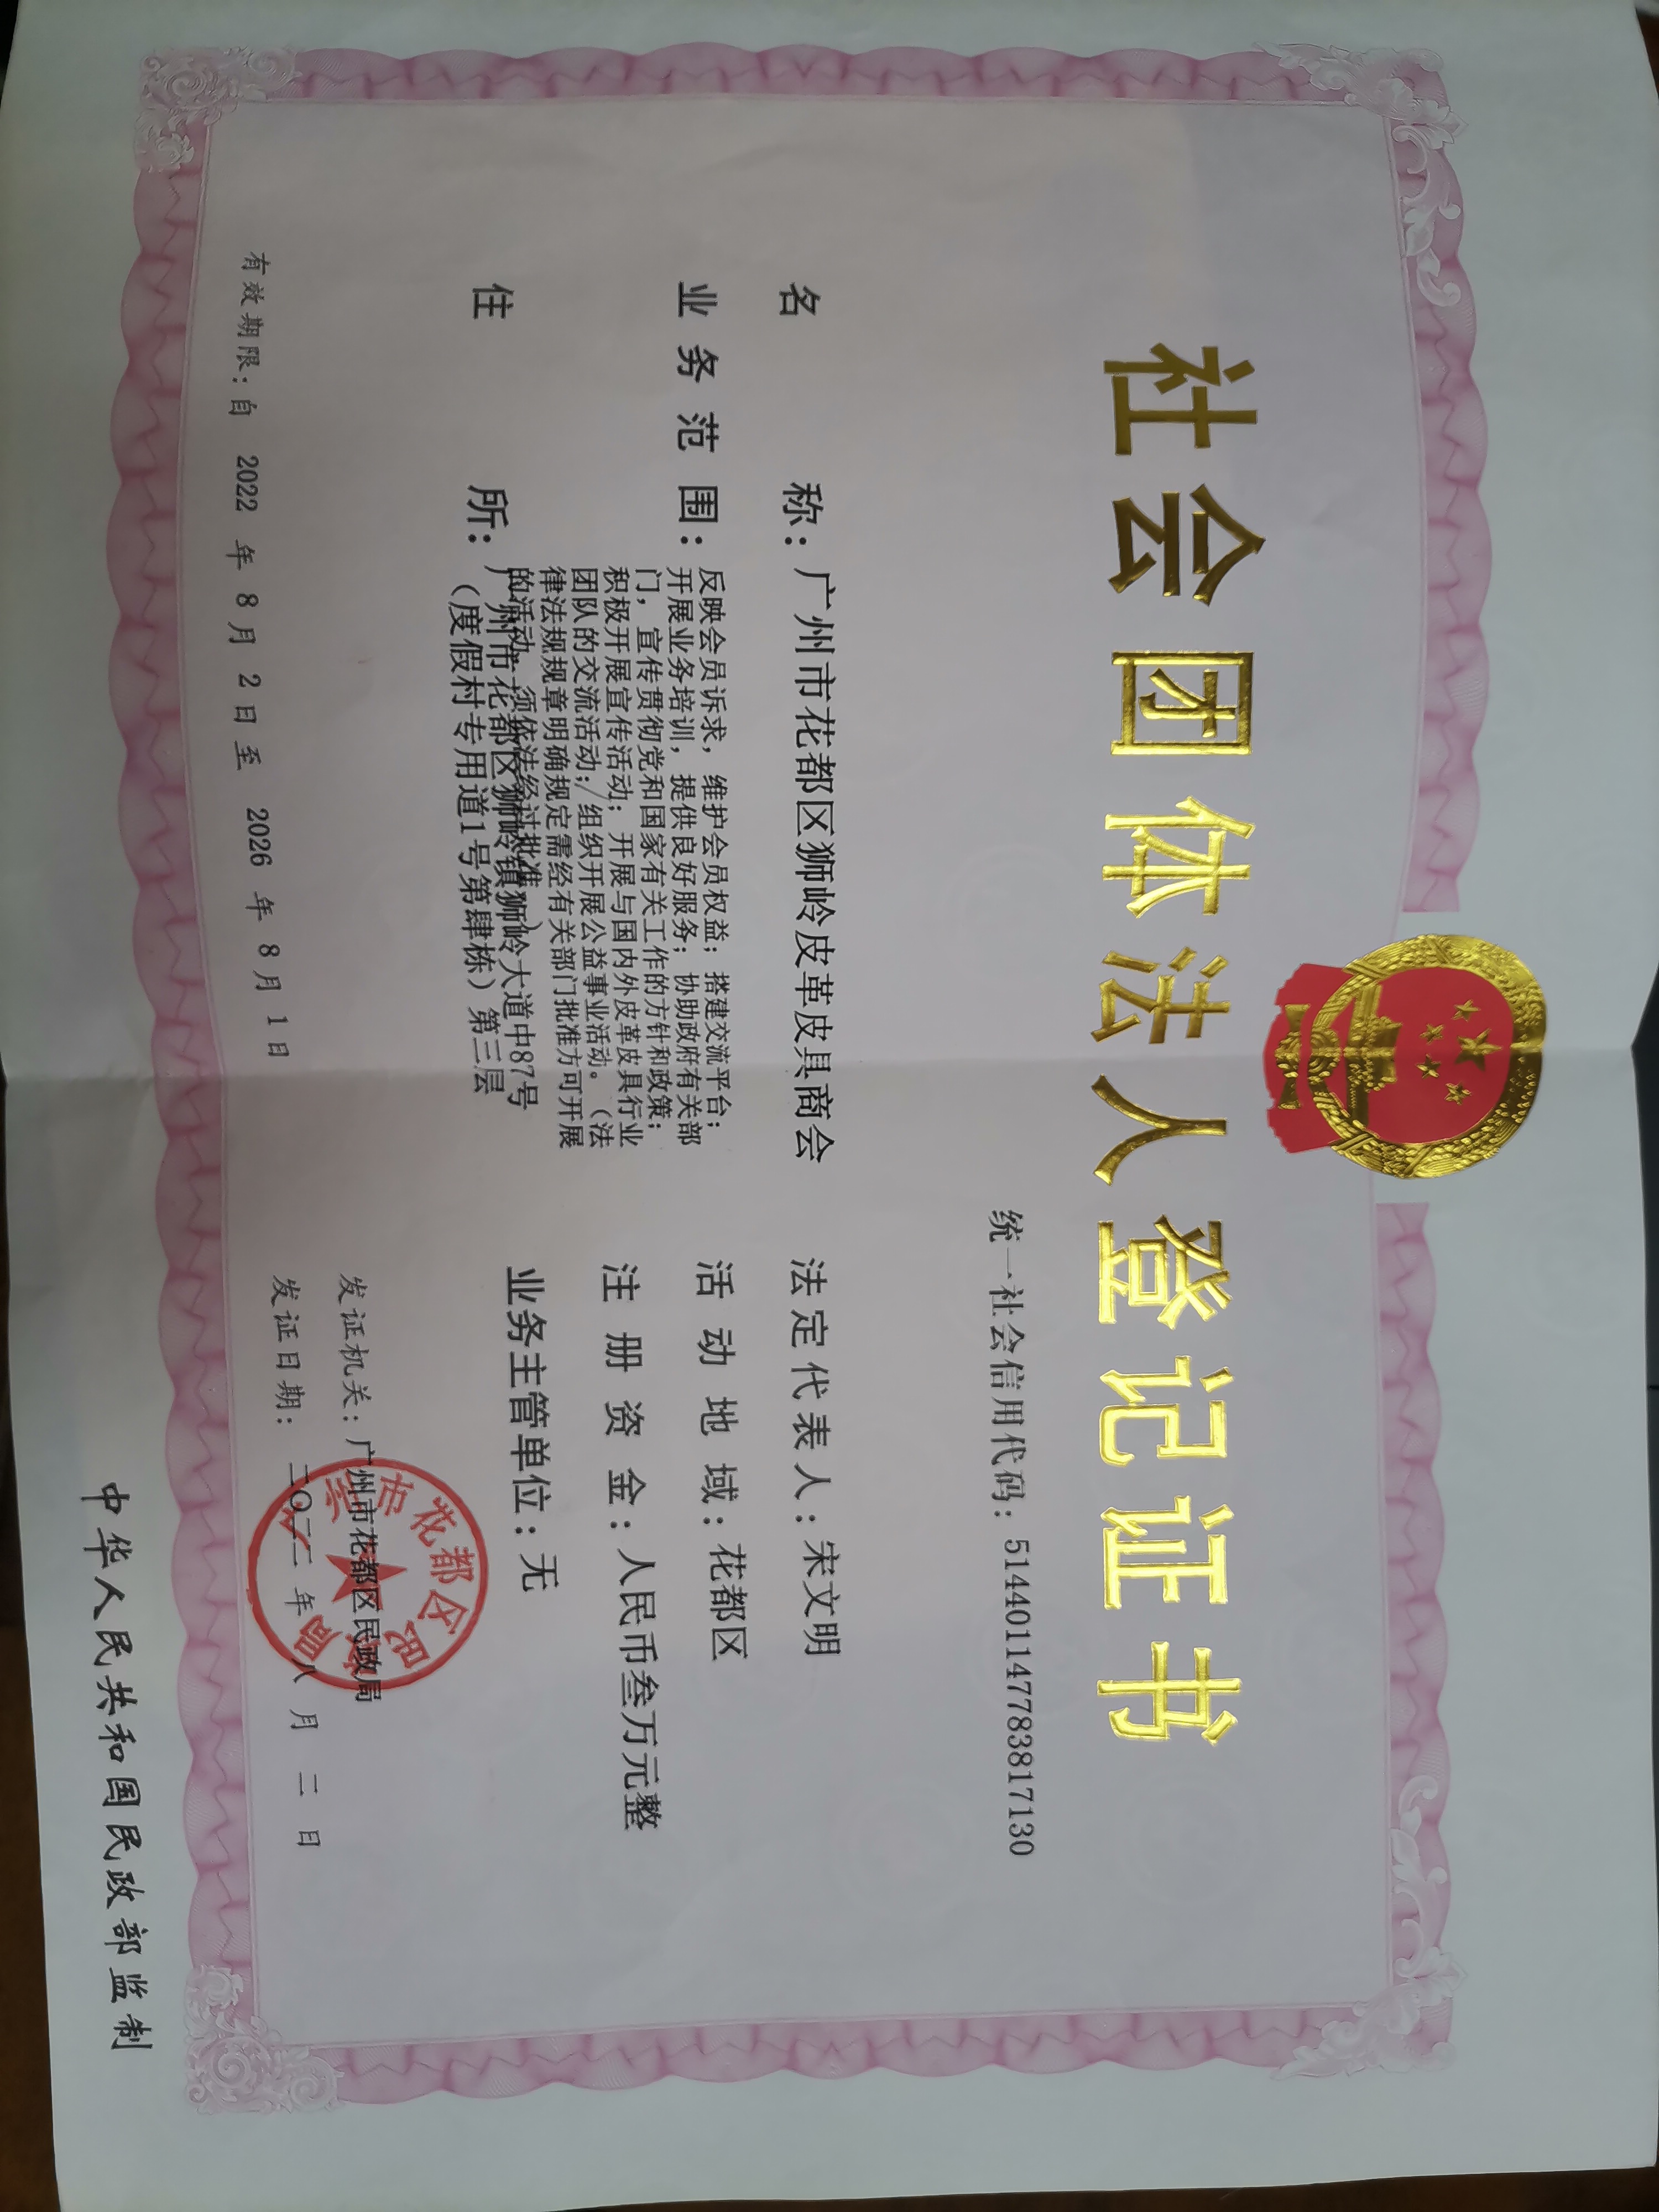 社会团体法人登记证书
统一社会信用代码：51440114778381713​0
名称：广州市花都区狮岭皮革皮具商会
业务范围：反映会员诉求，维护会员权益；搭建交流平台；
开展业务培训，提供良好服务；协助政府有关部
门，宣传贯彻党和国家有关工作的方针和政策；
积极开展宣传活动；开展与国内外皮革皮具行业
团队的交流活动；组织开展公益事业活动。（法
律法规规章明确规定需经有关部门批准方可开展
的活动，须依法经过批准）
住所：广州市花都区狮岭镇狮岭大道中87号
（度假村专用道1号第肆栋）第三层
法定代表人：宋文明
活动地域：花都区
注册资金：人民币叁万元整
业务主管单位：无
发证机关：广州市花都区民政局
发证日期：二〇二二年八月二日
广州市花都区民政局
有效期限：自 2022 年 8 月 2 日至 2026 年 8 月 1 日
中华人民共和国民政部监制